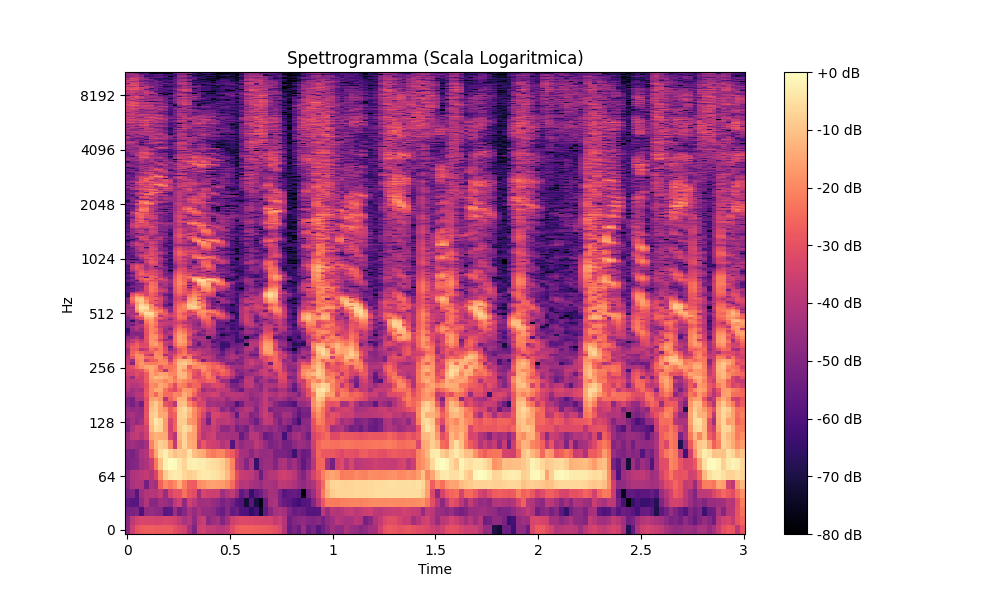 Spettrogramma (Scala Logaritmica)
8192
4096
2048
1024
512
256
128
64
0
Hz
0 0.5 1 1.5 2 2.5 3
Time
+0 dB
-10 dB
-20 dB
-30 dB
-40 dB
-50 dB
-60 dB
-70 dB
-80 dB